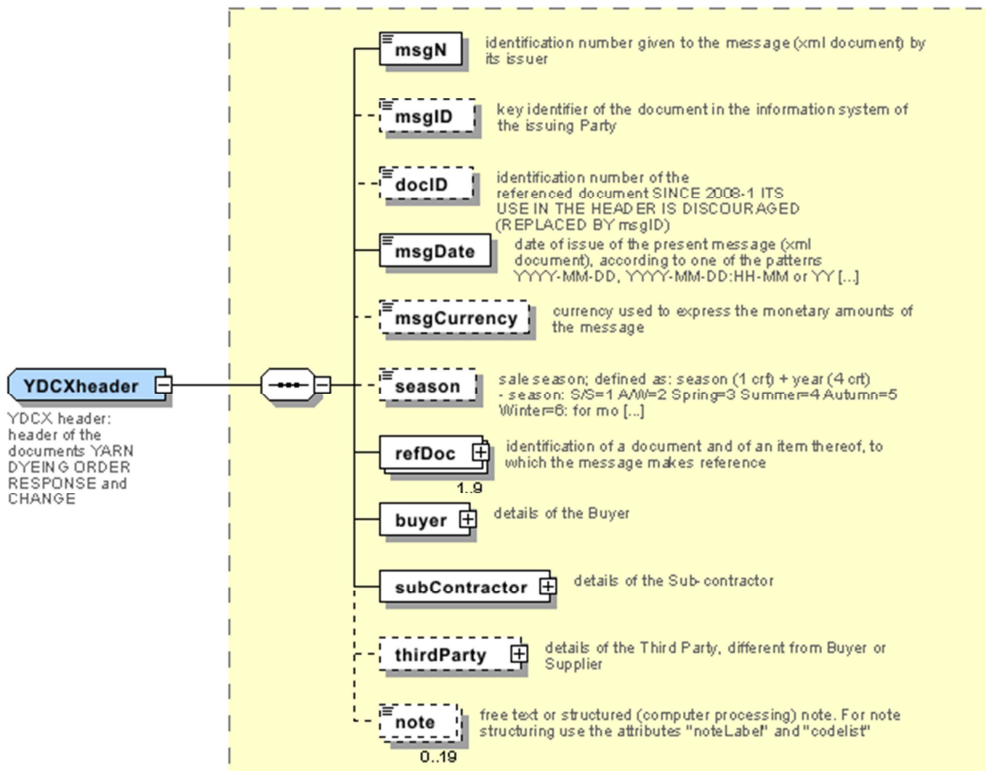 msgN
identification number given to the message (xml document) by
its issuer
msgID
key identifier of the document in the information system of
the issuing Party
docID
identification number of the
referenced document SINCE 2008-1 ITS
USE IN THE HEADER IS DISCOURAGED
(REPLACED BY msgID)
msgDate
date of issue of the present message (xml
document), according to one of the patterns
YYYY-MM-DD, YYYY-MM-DD:HH-MM or YY [...]
msgCurrency
currency used to express the monetary amounts of
the message
YDCXheader
YDCX header:
header of the
documents YARN
DYEING ORDER
RESPONSE and
CHANGE
season
sale season; defined as: season (1 crt) + year (4 crt)
- season: S/S=1 A/W=2 Spring=3 Summer=4 Autumn=5
Winter=6: for mo [...]
refDoc
1..9
identification of a document and of an item thereof, to
which the message makes reference
buyer
details of the Buyer
subContractor
details of the Sub-contractor
thirdParty
details of the Third Party, different from Buyer or
Supplier
note
0..19
free text or structured (computer processing) note. For note
structuring use the attributes "noteLabel" and "codelist"